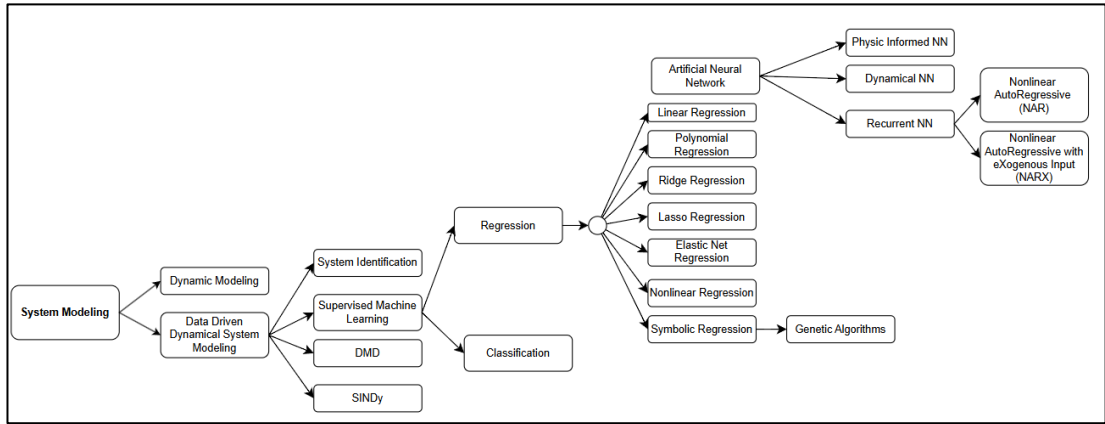 System Modeling
Dynamic Modeling
Data Driven
Dynamical System
Modeling
System Identification
Supervised Machine
Learning
DMD
SINDy
Regression
Classification
Artificial Neural
Network
Linear Regression
Polynomial
Regression
Ridge Regression
Lasso Regression
Elastic Net
Regression
Nonlinear Regression
Symbolic Regression
Genetic Algorithms
Physic Informed NN
Dynamical NN
Recurrent NN
Nonlinear
AutoRegressive
(NAR)
Nonlinear
AutoRegressive with
eXogenous Input
(NARX)